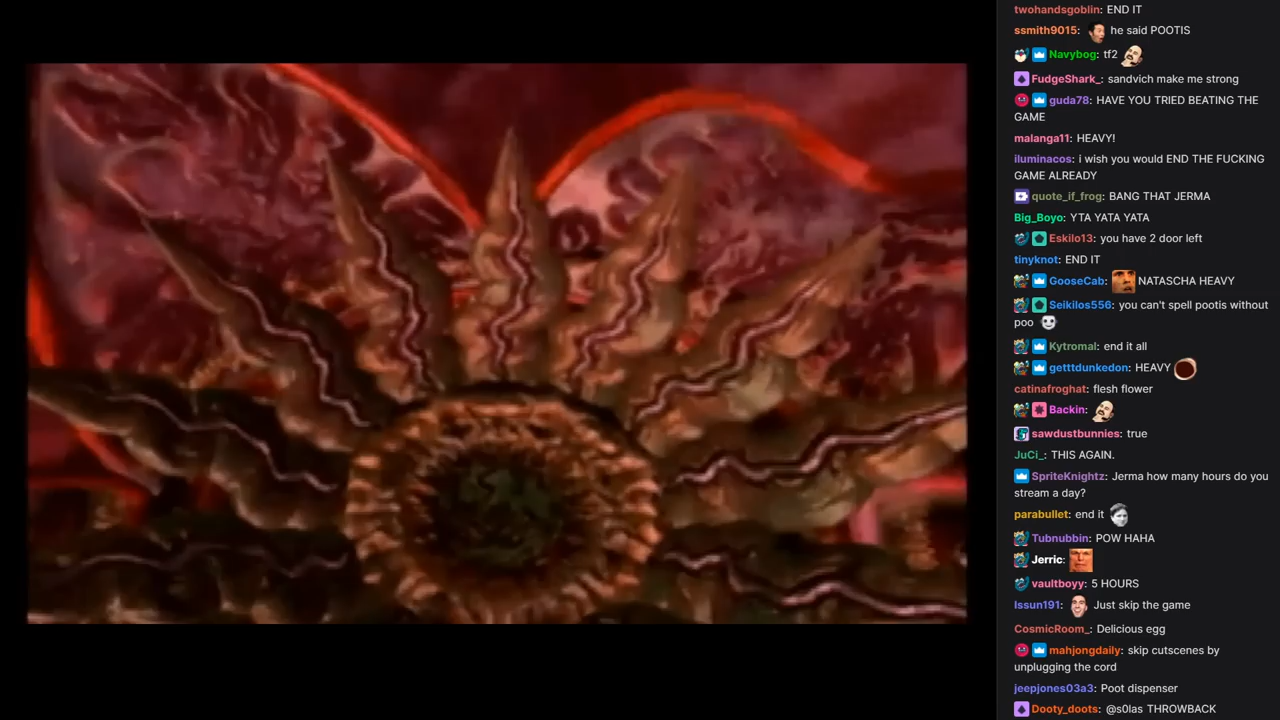 twohandsgoblin: END IT
ssmith9015: he said POOTIS
Navybog: tf2
FudgeShark_: sandvich make me strong
guda78: HAVE YOU TRIED BEATING THE
GAME
malanga11: HEAVY!
iluminacos: i wish you would END THE FUCKING
GAME ALREADY
quote_if_frog: BANG THAT JERMA
Big_Boyo: YTA YATA YATA
Eskilo13: you have 2 door left
tinyknot: END IT
GooseCab: NATASCHA HEAVY
Seikilos556: you can't spell pootis without
poo
Kytromal: end it all
getttdunkedon: HEAVY
catinafroghat: flesh flower
Backin:
sawdustbunnies: true
JuCi_: THIS AGAIN.
SpriteKnightz: Jerma how many hours do you
stream a day?
parabullet: end it
Tubnubbin: POW HAHA
Jerric:
vaultboyy: 5 HOURS
Issun191: Just skip the game
CosmicRoom_: Delicious egg
mahjongdaily: skip cutscenes by
unplugging the cord
jeepjones03a3: Poot dispenser
Dooty_doots: @s0las THROWBACK